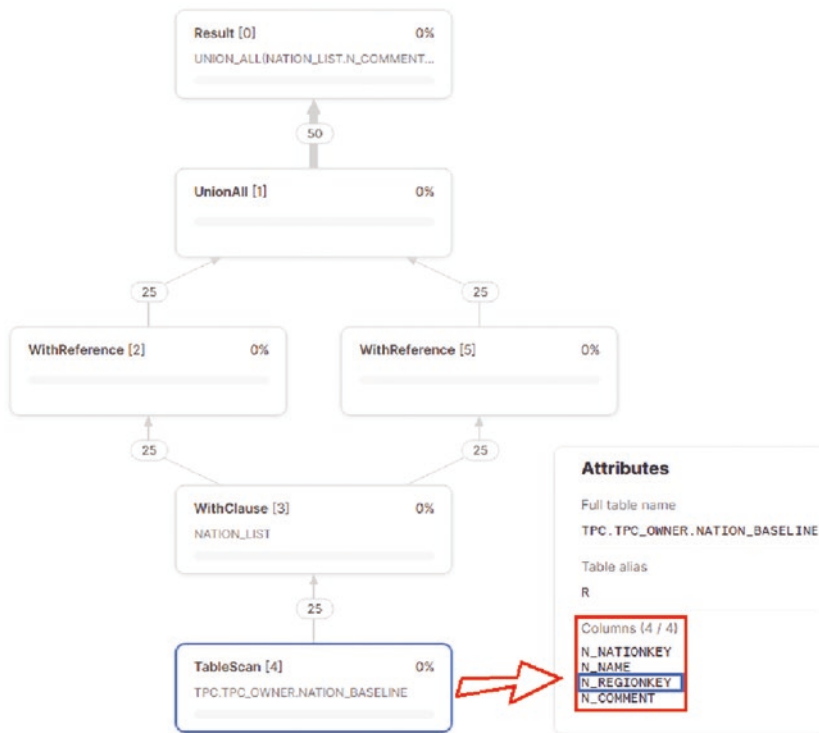 Result [0] 0%
UNION_ALL(NATION_LIST.N_COMMENT...
50
UnionAll [1] 0%
25 25
WithReference [2] 0%
WithReference [5] 0%
25 25
WithClause [3] 0%
NATION_LIST
25
TableScan [4] 0%
TPC.TPC_OWNER.NATION_BASELINE
Attributes
Full table name
TPC.TPC_OWNER.NATION_BASELINE
Table alias
R
Columns (4 / 4)
N_NATIONKEY
N_NAME
N_REGIONKEY
N_COMMENT